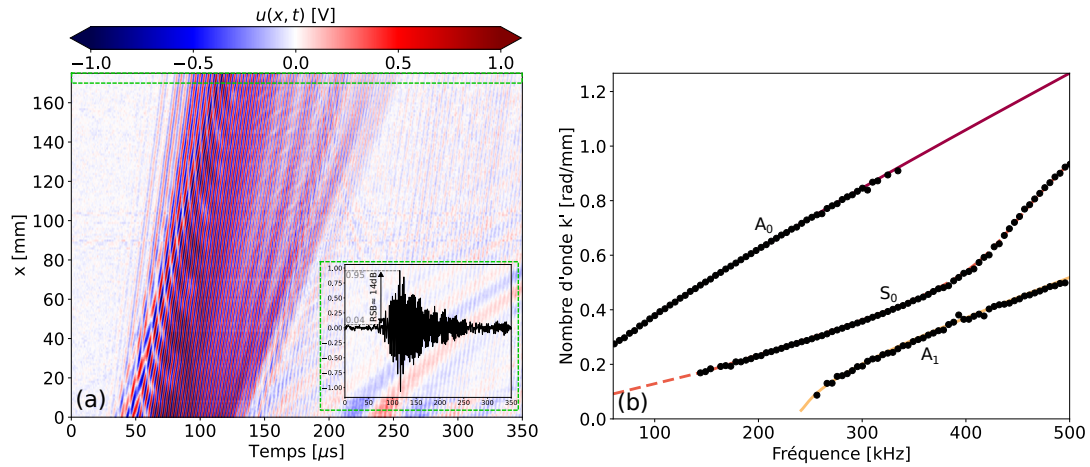 u(x, t) [V]
−1.0 −0.5 0.0 0.5 1.0
x [mm]
160
140
120
100
80
60
40
20
0
(a)
0 50 100 150 200 250 300 350
Temps [μs]
1.00
0.75
0.50
0.25
0.00
−0.25
−0.50
−0.75
−1.00
0.95
0.04
RSB≈ 14dB
0 50 100 150 200 250 300 350
Nombre d'onde k' [rad/mm]
1.2
1.0
0.8
0.6
0.4
0.2
0.0
A0
S0
A1
(b)
100 200 300 400 500
Fréquence [kHz]